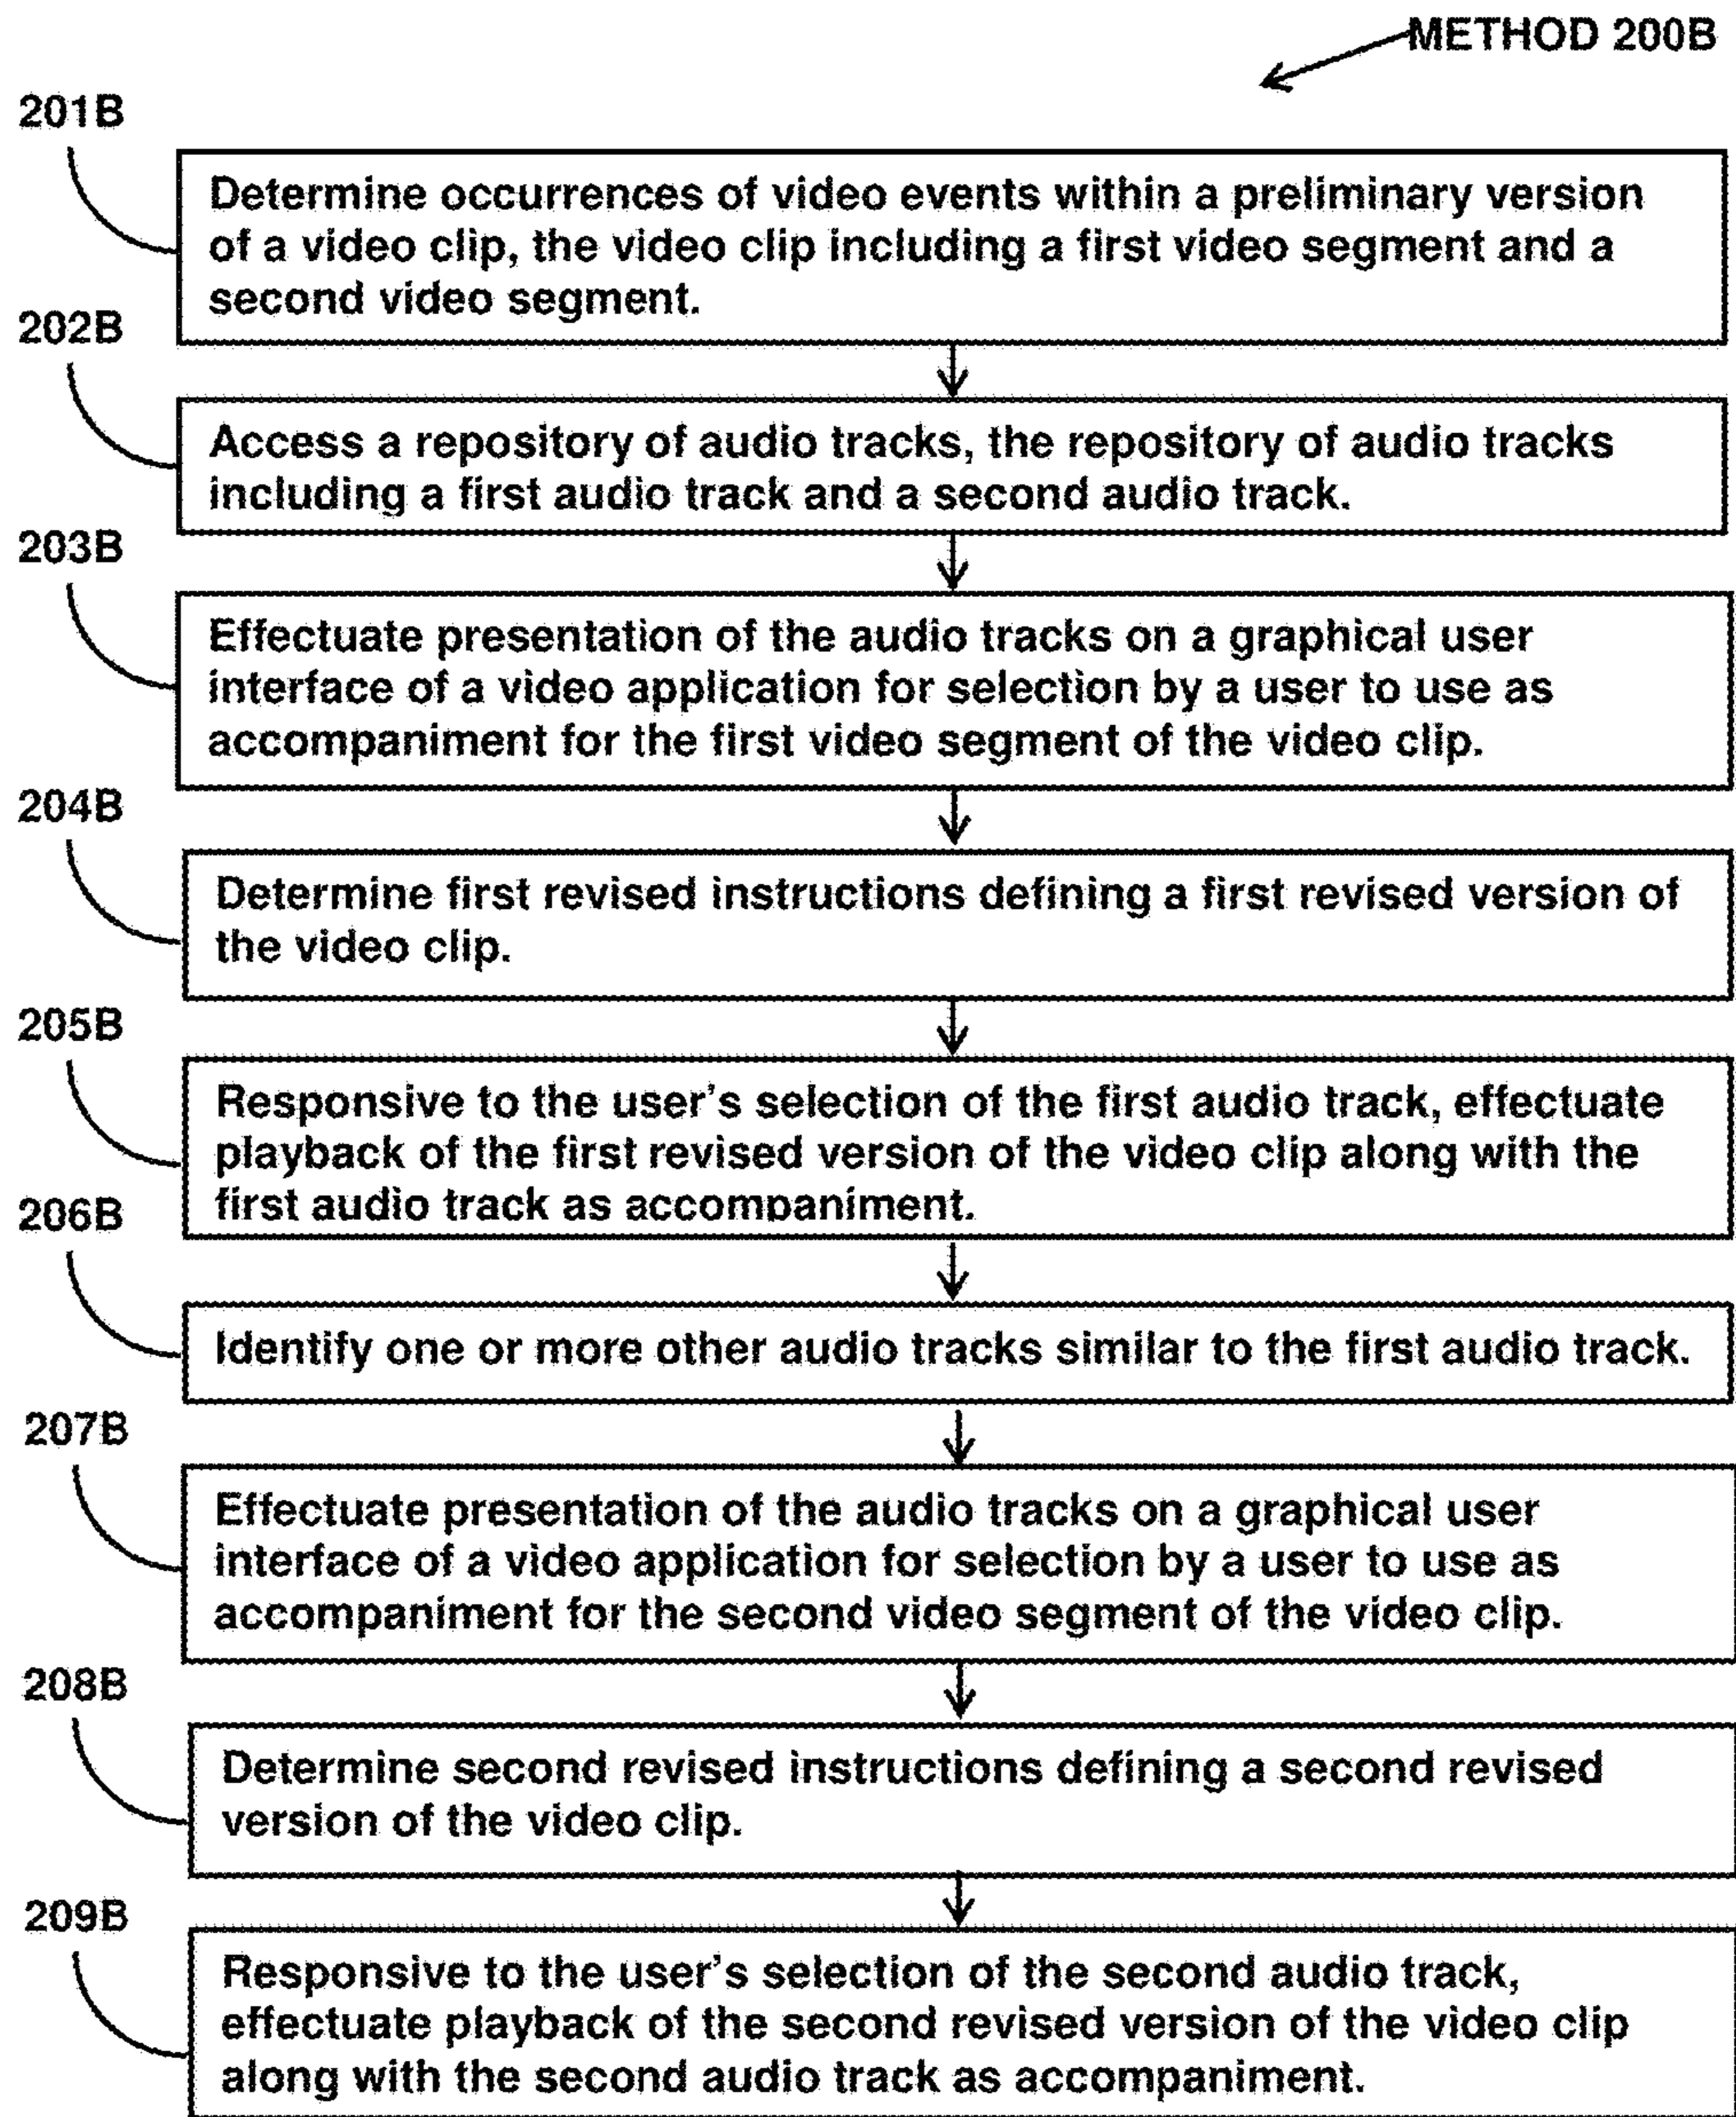 METHOD 200B
201B
Determine occurrences of video events within a preliminary version
of a video clip, the video clip including a first video segment and a
second video segment.
202B
Access a repository of audio tracks, the repository of audio tracks
including a first audio track and a second audio track.
203B
Effectuate presentation of the audio tracks on a graphical user
interface of a video application for selection by a user to use as
accompaniment for the first video segment of the video clip.
204B
Determine first revised instructions defining a first revised version of
the video clip.
205B
Responsive to the user's selection of the first audio track, effectuate
playback of the first revised version of the video clip along with the
first audio track as accompaniment.
206B
Identify one or more other audio tracks similar to the first audio track.
207B
Effectuate presentation of the audio tracks on a graphical user
interface of a video application for selection by a user to use as
accompaniment for the second video segment of the video clip.
208B
Determine second revised instructions defining a second revised
version of the video clip.
209B
Responsive to the user's selection of the second audio track,
effectuate playback of the second revised version of the video clip
along with the second audio track as accompaniment.